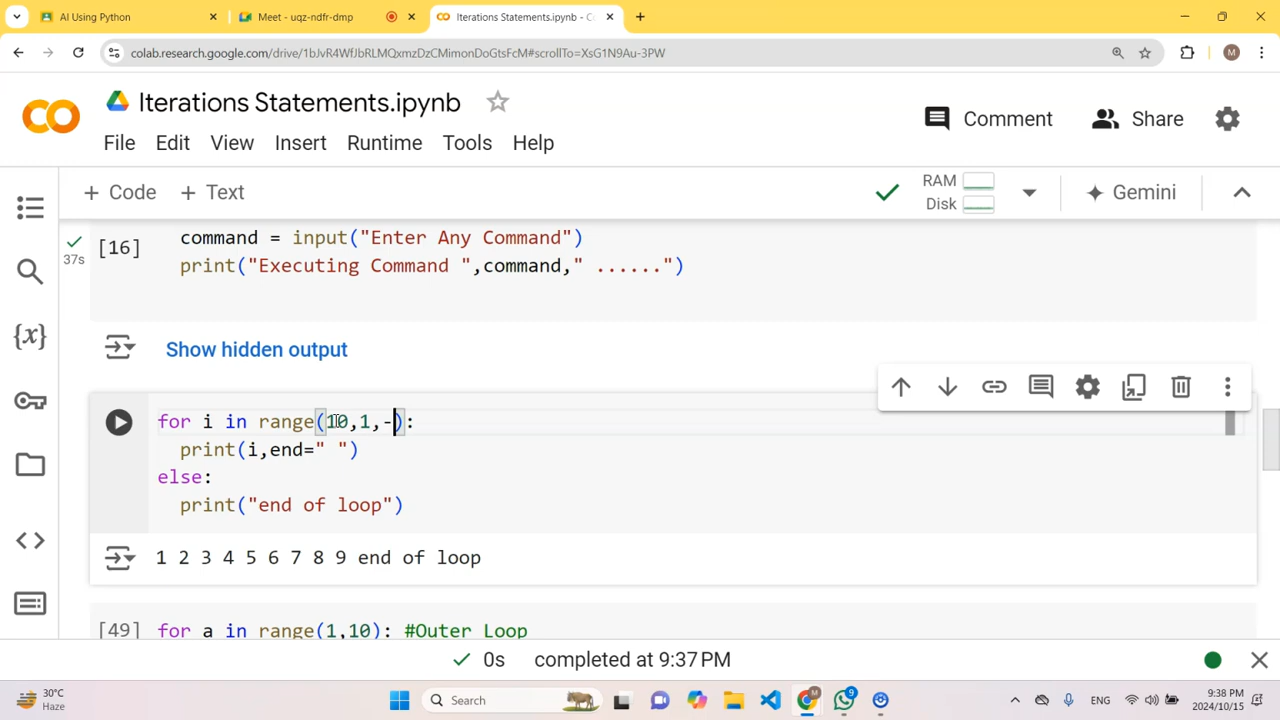 AI Using Python
Meet - uqz-ndfr-dmp
Iterations Statements.ipynb - C
colab.research.google.com/drive/1bJvR4WfJbRLMQxmzDzCMimonDoGtsFcM#scrollTo=XsG1N9Au-3PW
M
CO
Iterations Statements.ipynb
File Edit View Insert Runtime Tools Help
Comment
Share
+ Code + Text
RAM
Disk
Gemini
37s
[16]
command = input("Enter Any Command")
print("Executing Command ",command," ......")
Show hidden output
for i in range(10,1,-):
print(i,end=" ")
else:
print("end of loop")
1 2 3 4 5 6 7 8 9 end of loop
[49] for a in range(1,10): #Outer Loop
{x}
0s completed at 9:37 PM
30°C
Haze
Search
9
ENG
9:38 PM
2024/10/15